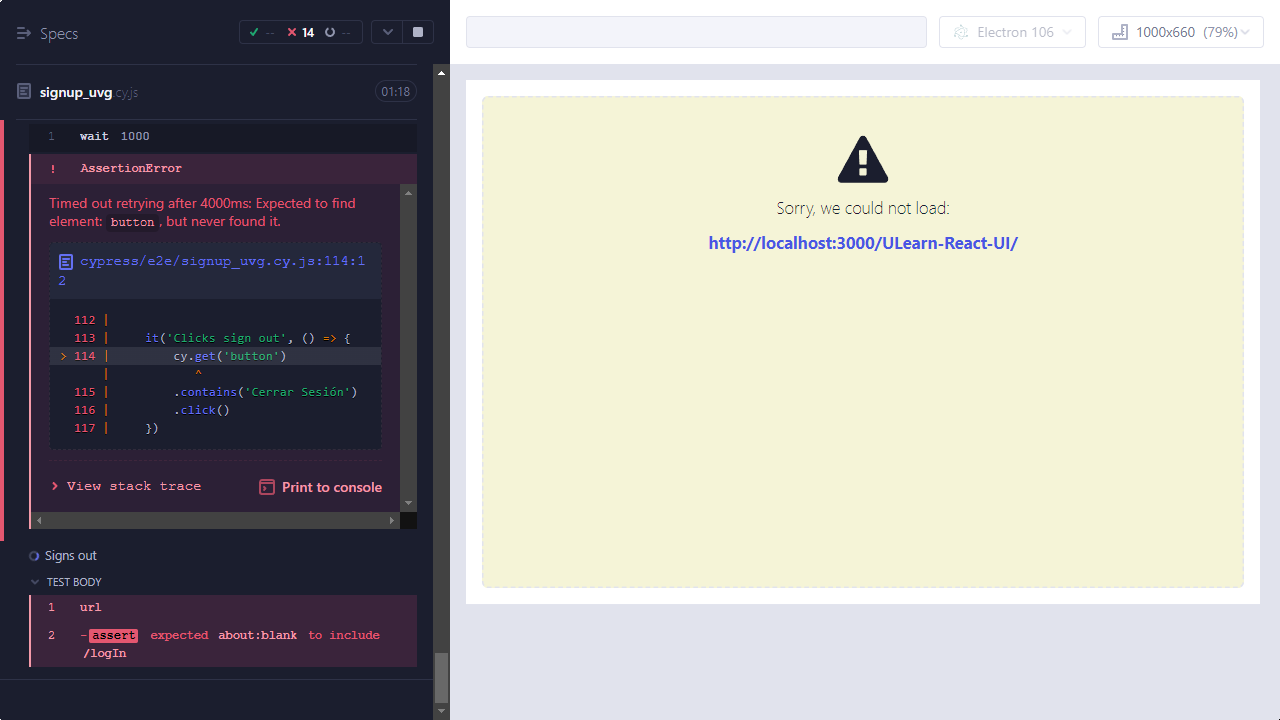 Specs
-- 14 --
signup_uvg.cy.js
01:18
1 wait 1000
! AssertionError
Timed out retrying after 4000ms: Expected to find
element: button, but never found it.
cypress/e2e/signup_uvg.cy.js:114:1
2
112 |
113 | it('Clicks sign out', () => {
> 114 | cy.get('button')
| ^
115 | .contains('Cerrar Sesión')
116 | .click()
117 | })
> View stack trace
Print to console
Signs out
TEST BODY
1 url
2 -assert expected about:blank to include
/logIn
Electron 106
1000x660 (79%)
Sorry, we could not load:
http://localhost:3000/ULearn-React-UI/